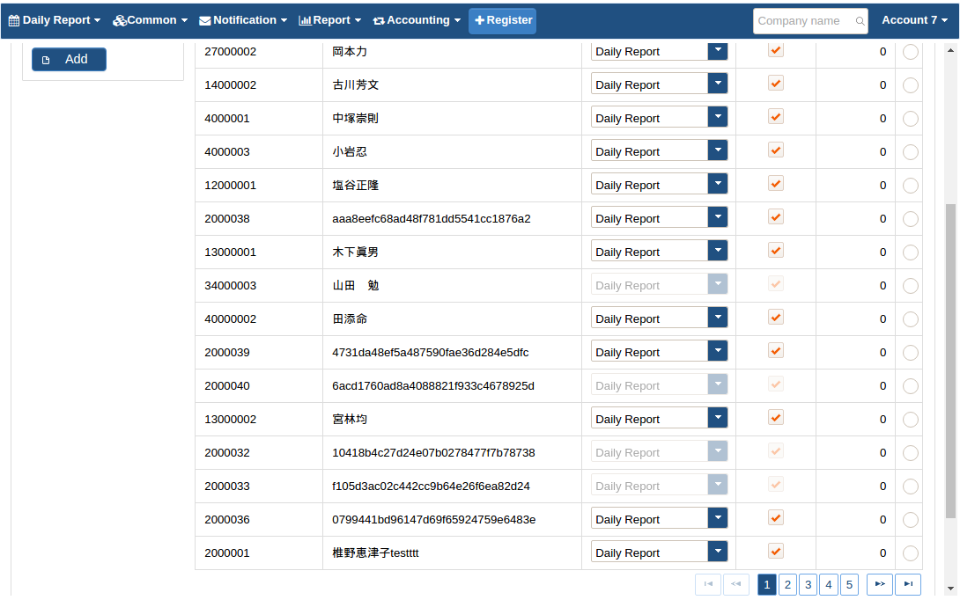 Daily Report Common Notification Report Accounting Register Company name Account 7
Add
27000002 岡本力 Daily Report 0
14000002 古川芳文 Daily Report 0
4000001 中塚崇則 Daily Report 0
4000003 小岩忍 Daily Report 0
12000001 塩谷正隆 Daily Report 0
2000038 aaa8eefc68ad48f781dd5541cc1876a2 Daily Report 0
13000001 木下眞男 Daily Report 0
34000003 山田　勉 Daily Report 0
40000002 田添命 Daily Report 0
2000039 4731da48ef5a487590fae36d284e5dfc Daily Report 0
2000040 6acd1760ad8a4088821f933c4678925d Daily Report 0
13000002 宮林均 Daily Report 0
2000032 10418b4c27d24e07b0278477f7b78738 Daily Report 0
2000033 f105d3ac02c442cc9b64e26f6ea82d24 Daily Report 0
2000036 0799441bd96147d69f65924759e6483e Daily Report 0
2000001 椎野恵津子testttt Daily Report 0
1 2 3 4 5